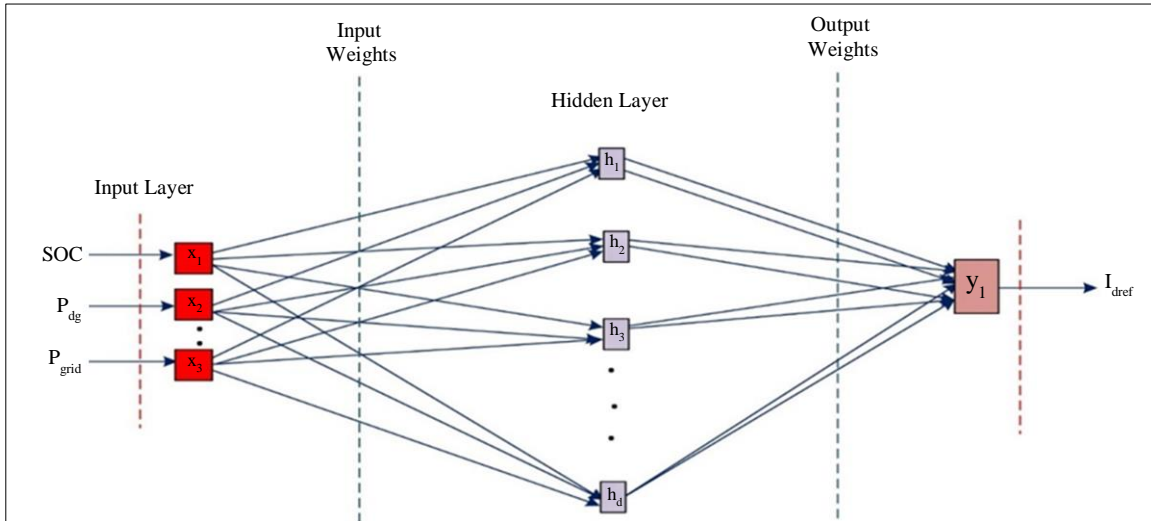 Input
Weights
Output
Weights
Hidden Layer
Input Layer
h1
SOC
x1
h2
y1
Idref
Pdg
x2
h3
Pgrid
x3
hd